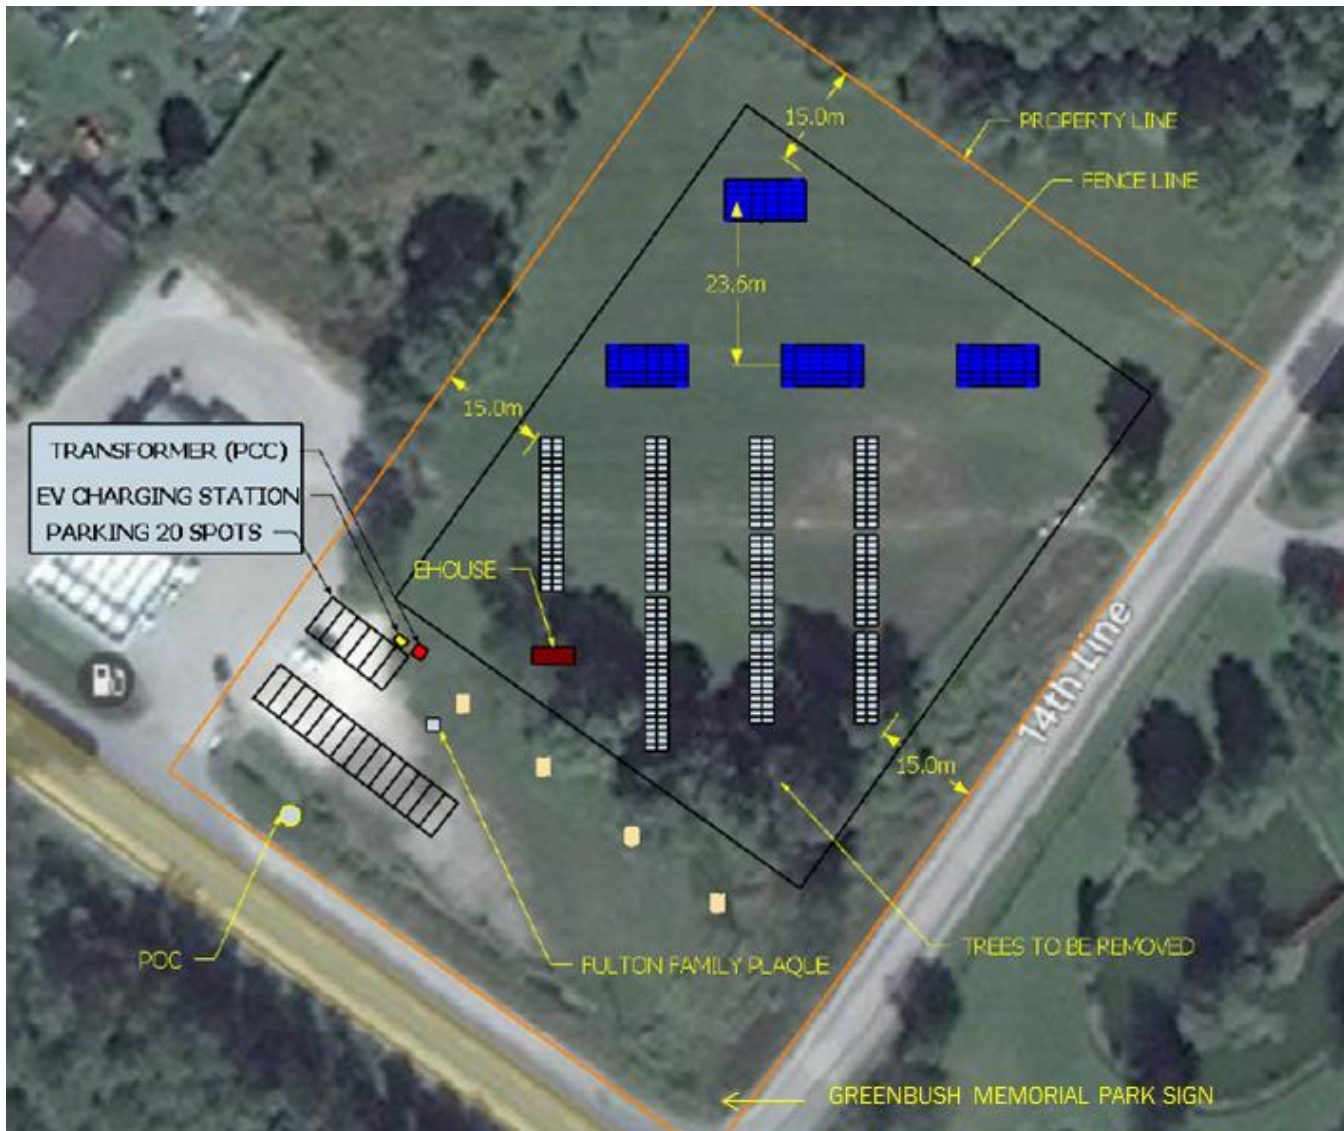 15.0m
PROPERTY LINE
FENCE LINE
23.6m
15.0m
TRANSFORMER (PCC)
EV CHARGING STATION
PARKING 20 SPOTS
EHOUSE
14th Line
15.0m
POC
FULTON FAMILY PLAQUE
TREES TO BE REMOVED
GREENBUSH MEMORIAL PARK SIGN